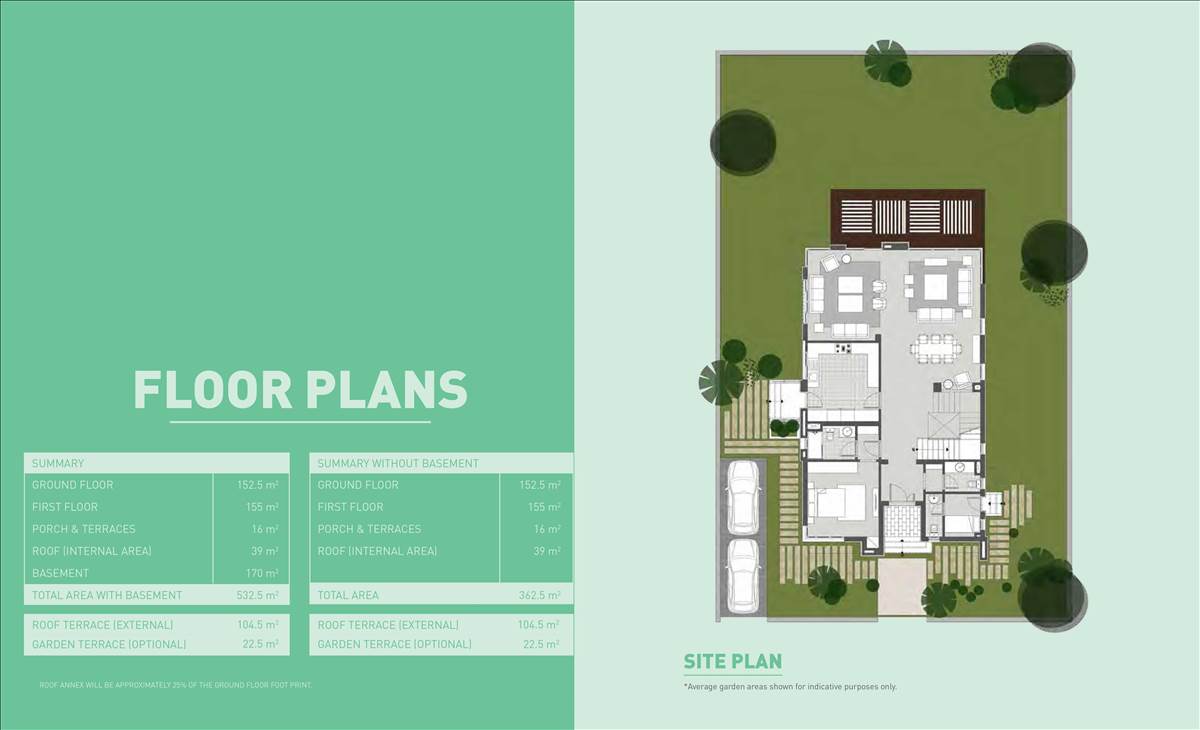 FLOOR PLANS
SUMMARY
GROUND FLOOR 152.5 m²
FIRST FLOOR 155 m²
PORCH & TERRACES 16 m²
ROOF (INTERNAL AREA) 39 m²
BASEMENT 170 m²
TOTAL AREA WITH BASEMENT 532.5 m²
ROOF TERRACE (EXTERNAL) 104.5 m²
GARDEN TERRACE (OPTIONAL) 22.5 m²
SUMMARY WITHOUT BASEMENT
GROUND FLOOR 152.5 m²
FIRST FLOOR 155 m²
PORCH & TERRACES 16 m²
ROOF (INTERNAL AREA) 39 m²
TOTAL AREA 362.5 m²
ROOF TERRACE (EXTERNAL) 104.5 m²
GARDEN TERRACE (OPTIONAL) 22.5 m²
ROOF ANNEX WILL BE APPROXIMATELY 25% OF THE GROUND FLOOR FOOT PRINT.
SITE PLAN
*Average garden areas shown for indicative purposes only.